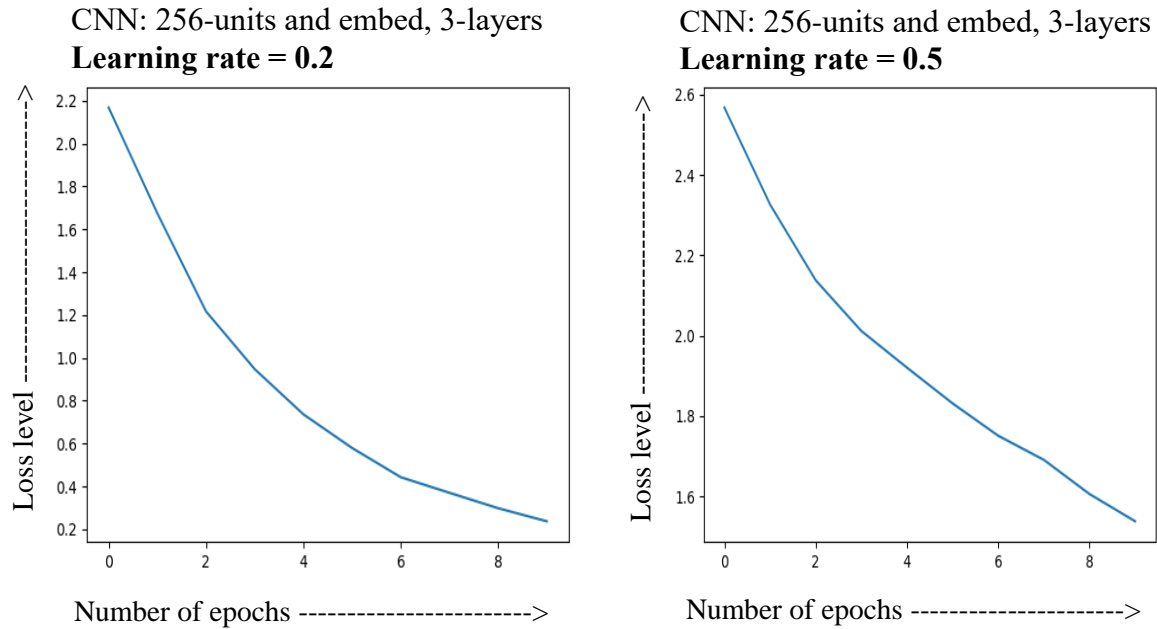 CNN: 256-units and embed, 3-layers
Learning rate = 0.2
Loss level ---------------------->
2.2
2.0
1.8
1.6
1.4
1.2
1.0
0.8
0.6
0.4
0.2
0 2 4 6 8
Number of epochs ----------------------->
CNN: 256-units and embed, 3-layers
Learning rate = 0.5
Loss level ---------------------->
2.6
2.4
2.2
2.0
1.8
1.6
0 2 4 6 8
Number of epochs --------------------->